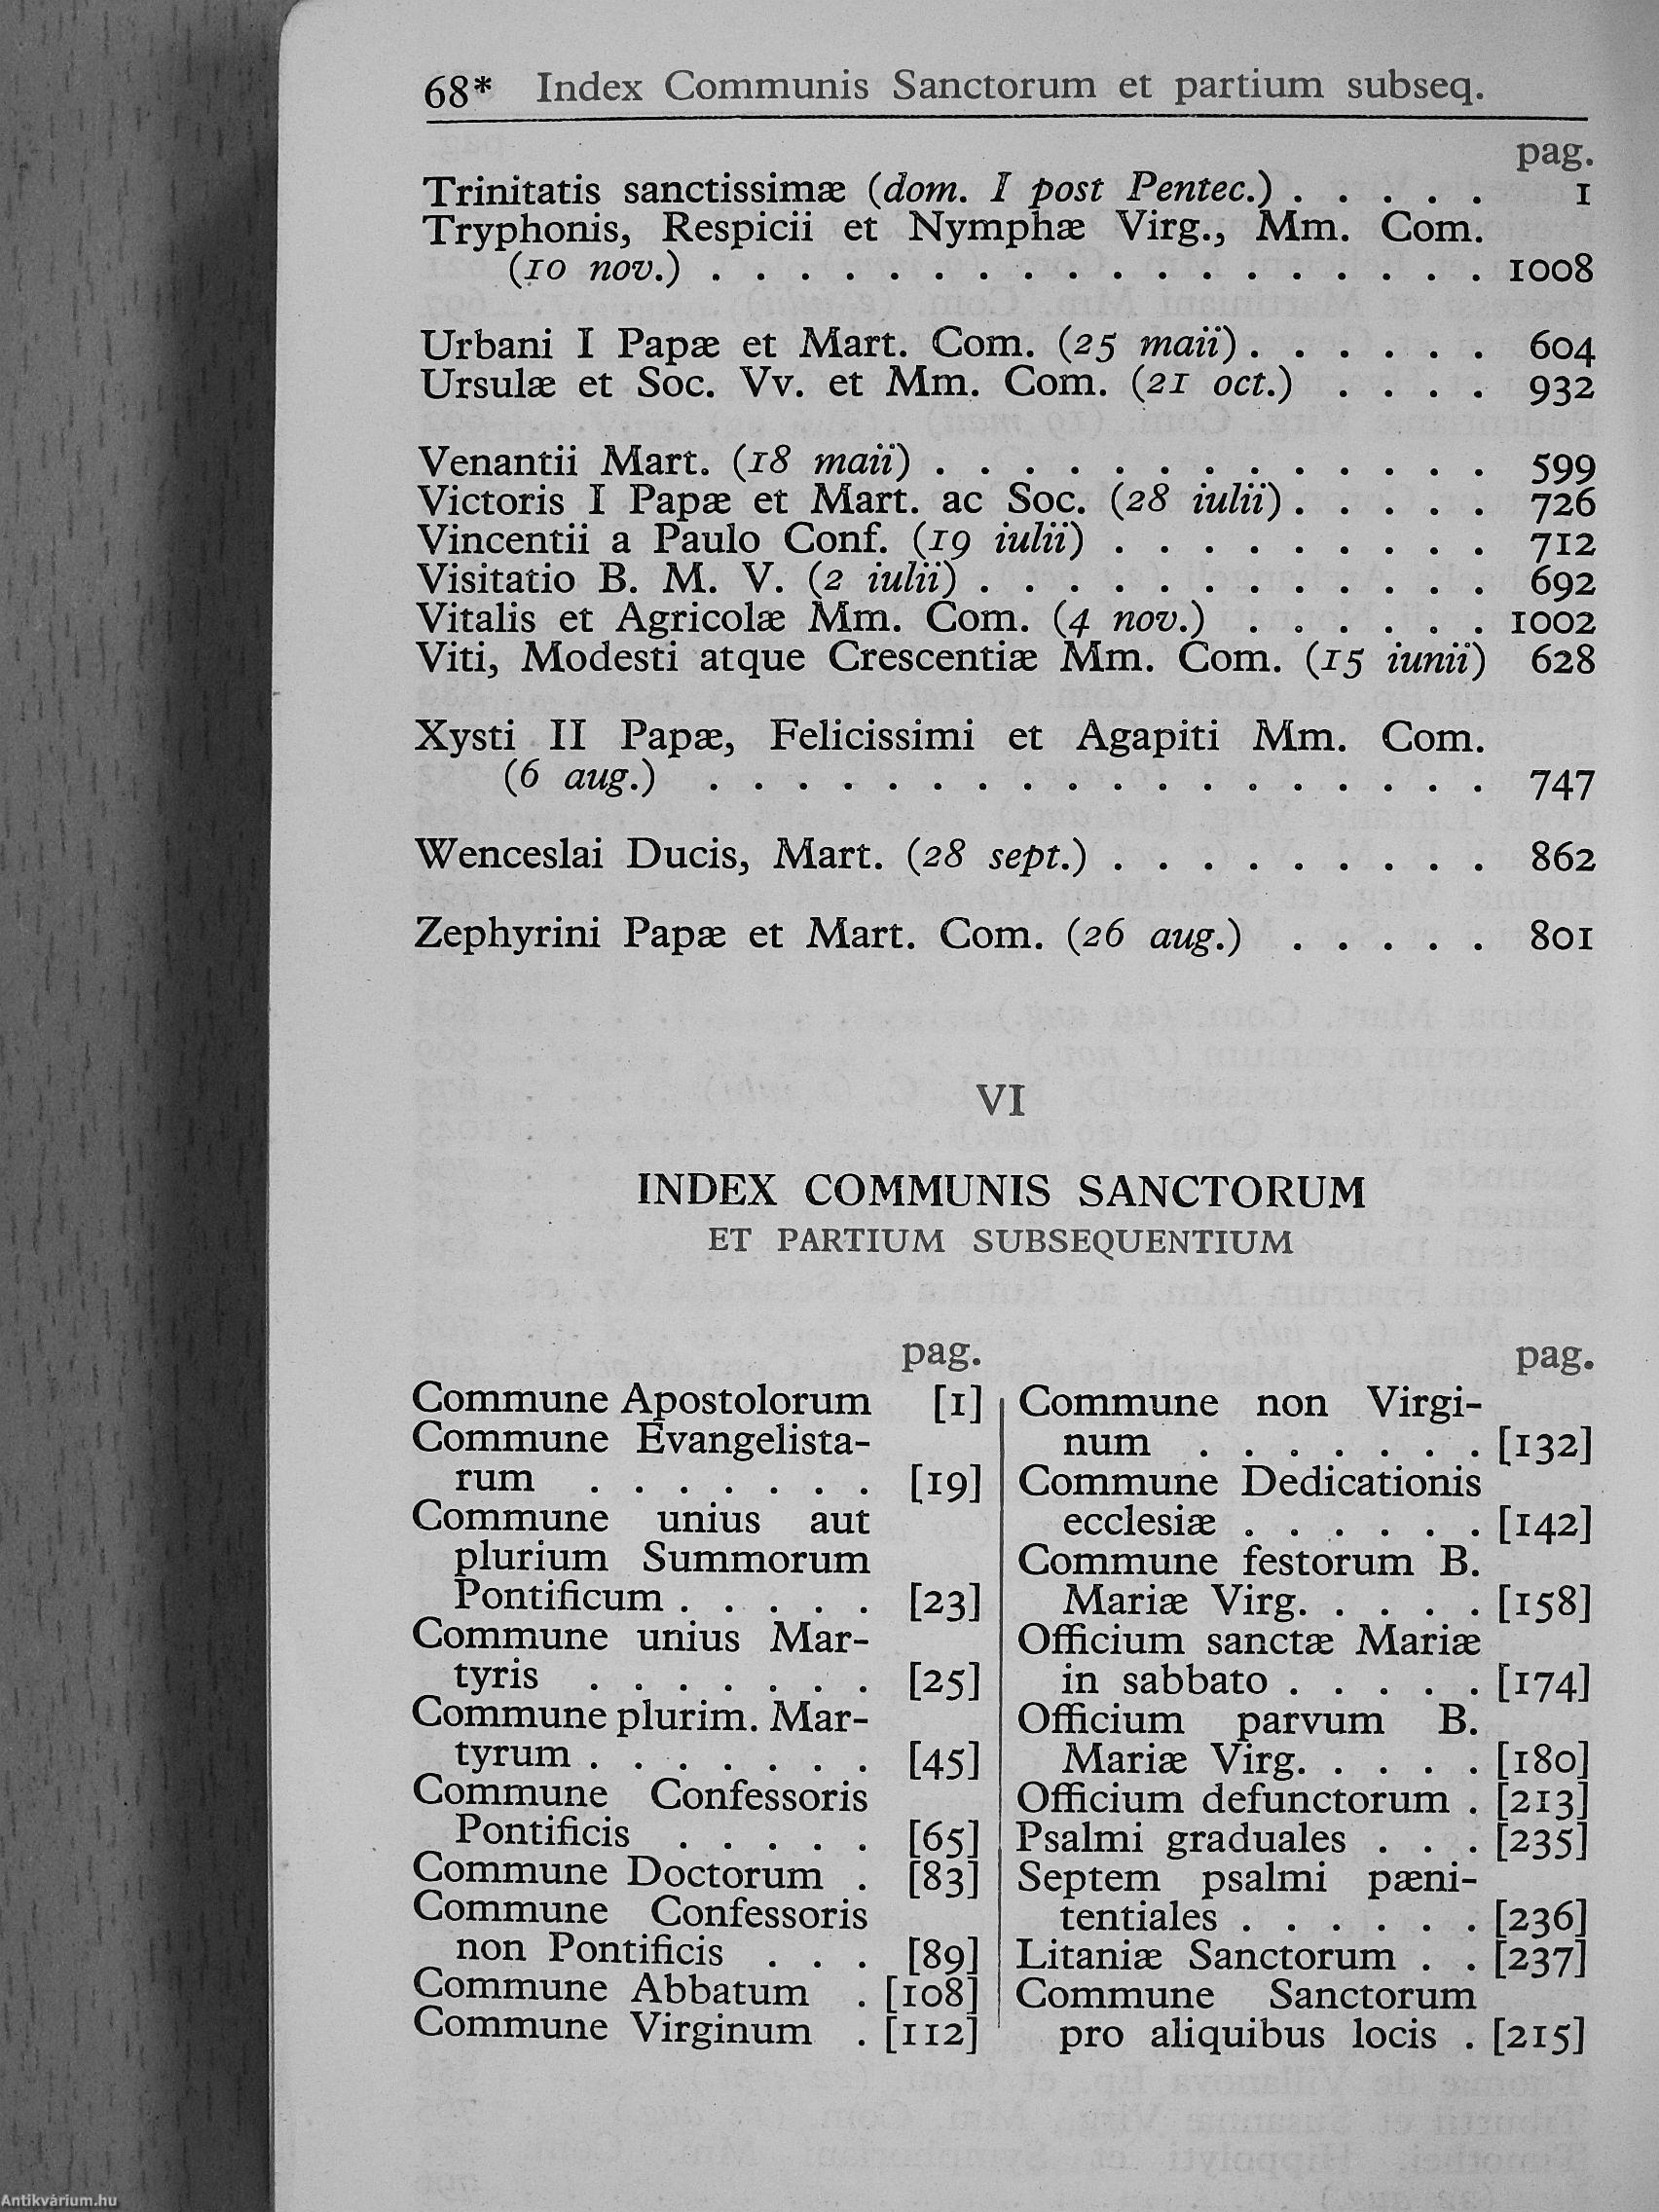 68* Index Communis Sanctorum et partium subseq.
pag.
Trinitatis sanctissimæ (dom. I post Pentec.) . . . . . 1
Tryphonis, Respicii et Nymphæ Virg., Mm. Com.
(10 nov.) . . . . . . . . . . . . . . . . . . 1008
Urbani I Papæ et Mart. Com. (25 maii) . . . . . . 604
Ursulæ et Soc. Vv. et Mm. Com. (21 oct.) . . . . 932
Venantii Mart. (18 maii) . . . . . . . . . . . . . 599
Victoris I Papæ et Mart. ac Soc. (28 iulii) . . . . . 726
Vincentii a Paulo Conf. (19 iulii) . . . . . . . . . 712
Visitatio B. M. V. (2 iulii) . . . . . . . . . . . . 692
Vitalis et Agricolæ Mm. Com. (4 nov.) . . . . . . 1002
Viti, Modesti atque Crescentiæ Mm. Com. (15 iunii) 628
Xysti II Papæ, Felicissimi et Agapiti Mm. Com.
(6 aug.) . . . . . . . . . . . . . . . . . . 747
Wenceslai Ducis, Mart. (28 sept.) . . . . . . . . . 862
Zephyrini Papæ et Mart. Com. (26 aug.) . . . . . 801
VI
INDEX COMMUNIS SANCTORUM
ET PARTIUM SUBSEQUENTIUM
pag.
Commune Apostolorum [1]
Commune Evangelista-
rum . . . . . . . [19]
Commune unius aut
plurium Summorum
Pontificum . . . . . [23]
Commune unius Mar-
tyris . . . . . . . [25]
Commune plurim. Mar-
tyrum . . . . . . . [45]
Commune Confessoris
Pontificis . . . . . [65]
Commune Doctorum . [83]
Commune Confessoris
non Pontificis . . . [89]
Commune Abbatum . [108]
Commune Virginum . [112]
pag.
Commune non Virgi-
num . . . . . . . [132]
Commune Dedicationis
ecclesiæ . . . . . . [142]
Commune festorum B.
Mariæ Virg. . . . . [158]
Officium sanctæ Mariæ
in sabbato . . . . . [174]
Officium parvum B.
Mariæ Virg. . . . . [180]
Officium defunctorum . [213]
Psalmi graduales . . . [235]
Septem psalmi pæni-
tentiales . . . . . . [236]
Litaniæ Sanctorum . . [237]
Commune Sanctorum
pro aliquibus locis . [215]
Antikvárium.hu